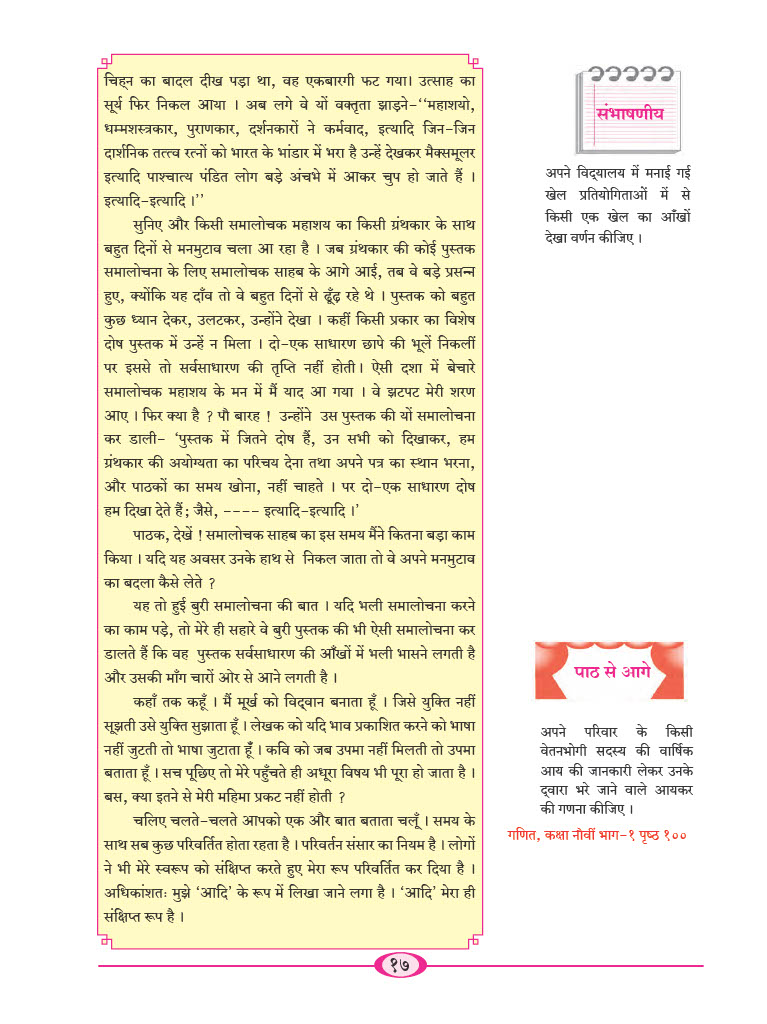 चिह्न का बादल दीख पड़ा था, वह एकबारगी फट गया। उत्साह का
सूर्य फिर निकल आया । अब लगे वे यों वक्तृता झाड़ने-‘‘महाशयो,
धम्मशस्त्रकार, पुराणकार, दर्शनकारों ने कर्मवाद, इत्यादि जिन-जिन
दार्शनिक तत्त्व रत्नों को भारत के भांडार में भरा है उन्हें देखकर मैक्समूलर
इत्यादि पाश्चात्य पंडित लोग बड़े अंचभे में आकर चुप हो जाते हैं ।
इत्यादि-इत्यादि ।’’
सुनिए और किसी समालोचक महाशय का किसी ग्रंथकार के साथ
बहुत दिनों से मनमुटाव चला आ रहा है । जब ग्रंथकार की कोई पुस्तक
समालोचना के लिए समालोचक साहब के आगे आई, तब वे बड़े प्रसन्न
हुए, क्योंकि यह दाँव तो वे बहुत दिनों से ढूँढ़ रहे थे । पुस्तक को बहुत
कुछ ध्यान देकर, उलटकर, उन्होंने देखा । कहीं किसी प्रकार का विशेष
दोष पुस्तक में उन्हें न मिला । दो-एक साधारण छापे की भूलें निकलीं
पर इससे तो सर्वसाधारण की तृप्ति नहीं होती। ऐसी दशा में बेचारे
समालोचक महाशय के मन में मैं याद आ गया । वे झटपट मेरी शरण
आए । फिर क्या है ? पौ बारह ! उन्होंने उस पुस्तक की यों समालोचना
कर डाली- ‘पुस्तक में जितने दोष हैं, उन सभी को दिखाकर, हम
ग्रंथकार की अयोग्यता का परिचय देना तथा अपने पत्र का स्थान भरना,
और पाठकों का समय खोना, नहीं चाहते । पर दो-एक साधारण दोष
हम दिखा देते हैं; जैसे, ---- इत्यादि-इत्यादि ।’
पाठक, देखें ! समालोचक साहब का इस समय मैंने कितना बड़ा काम
किया । यदि यह अवसर उनके हाथ से निकल जाता तो वे अपने मनमुटाव
का बदला कैसे लेते ?
यह तो हुई बुरी समालोचना की बात । यदि भली समालोचना करने
का काम पड़े, तो मेरे ही सहारे वे बुरी पुस्तक की भी ऐसी समालोचना कर
डालते हैं कि वह पुस्तक सर्वसाधारण की आँखों में भली भासने लगती है
और उसकी माँग चारों ओर से आने लगती है ।
कहाँ तक कहूँ । मैं मूर्ख को विद्वान बनाता हूँ । जिसे युक्ति नहीं
सूझती उसे युक्ति सुझाता हूँ । लेखक को यदि भाव प्रकाशित करने को भाषा
नहीं जुटती तो भाषा जुटाता हूँ । कवि को जब उपमा नहीं मिलती तो उपमा
बताता हूँ । सच पूछिए तो मेरे पहुँचते ही अधूरा विषय भी पूरा हो जाता है ।
बस, क्या इतने से मेरी महिमा प्रकट नहीं होती ?
चलिए चलते-चलते आपको एक और बात बताता चलूँ । समय के
साथ सब कुछ परिवर्तित होता रहता है । परिवर्तन संसार का नियम है । लोगों
ने भी मेरे स्वरूप को संक्षिप्त करते हुए मेरा रूप परिवर्तित कर दिया है ।
अधिकांशतः मुझे ‘आदि’ के रूप में लिखा जाने लगा है । ‘आदि’ मेरा ही
संक्षिप्त रूप है ।
संभाषणीय
अपने विद्यालय में मनाई गई
खेल प्रतियोगिताओं में से
किसी एक खेल का आँखों
देखा वर्णन कीजिए ।
पाठ से आगे
अपने परिवार के किसी
वेतनभोगी सदस्य की वार्षिक
आय की जानकारी लेकर उनके
द्वारा भरे जाने वाले आयकर
की गणना कीजिए ।
गणित, कक्षा नौवीं भाग-१ पृष्ठ १००
१७